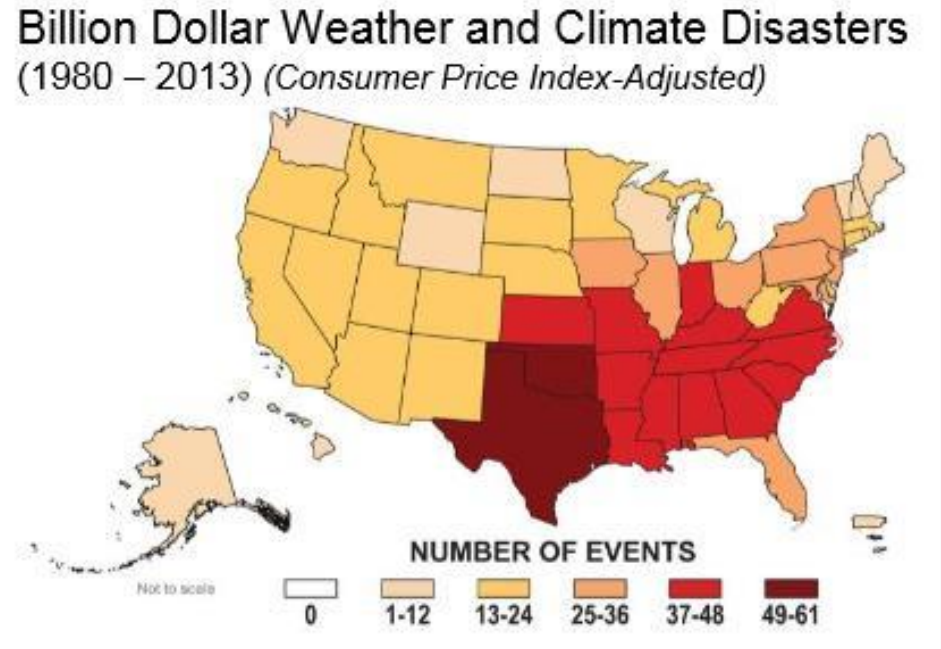 Billion Dollar Weather and Climate Disasters
(1980 – 2013) (Consumer Price Index-Adjusted)
NUMBER OF EVENTS
Not to scale
0 1-12 13-24 25-36 37-48 49-61